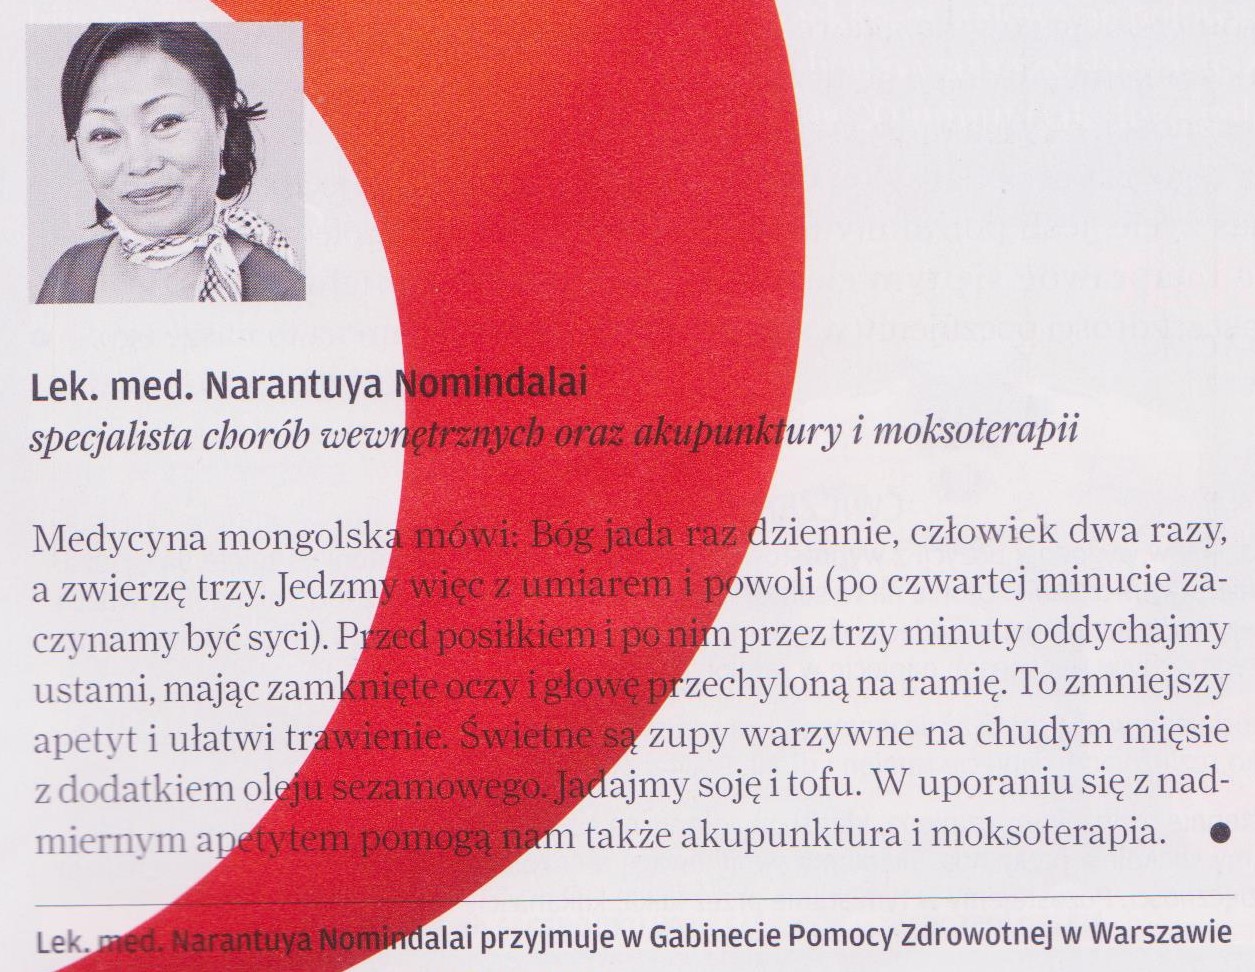 Lek. med. Narantuya Nomindalai
specjalista chorób wewnętrznych oraz akupunktury i moksoterapii
Medycyna mongolska mówi: Bóg jada raz dziennie, człowiek dwa razy,
a zwierzę trzy. Jedzmy więc z umiarem i powoli (po czwartej minucie za-
czynamy być syci). Przed posiłkiem i po nim przez trzy minuty oddychajmy
ustami, mając zamknięte oczy i głowę przechyloną na ramię. To zmniejszy
apetyt i ułatwi trawienie. Świetne są zupy warzywne na chudym mięsie
z dodatkiem oleju sezamowego. Jadajmy soję i tofu. W uporaniu się z nad-
miernym apetytem pomogą nam także akupunktura i moksoterapia. ●
Lek. med. Narantuya Nomindalai przyjmuje w Gabinecie Pomocy Zdrowotnej w Warszawie